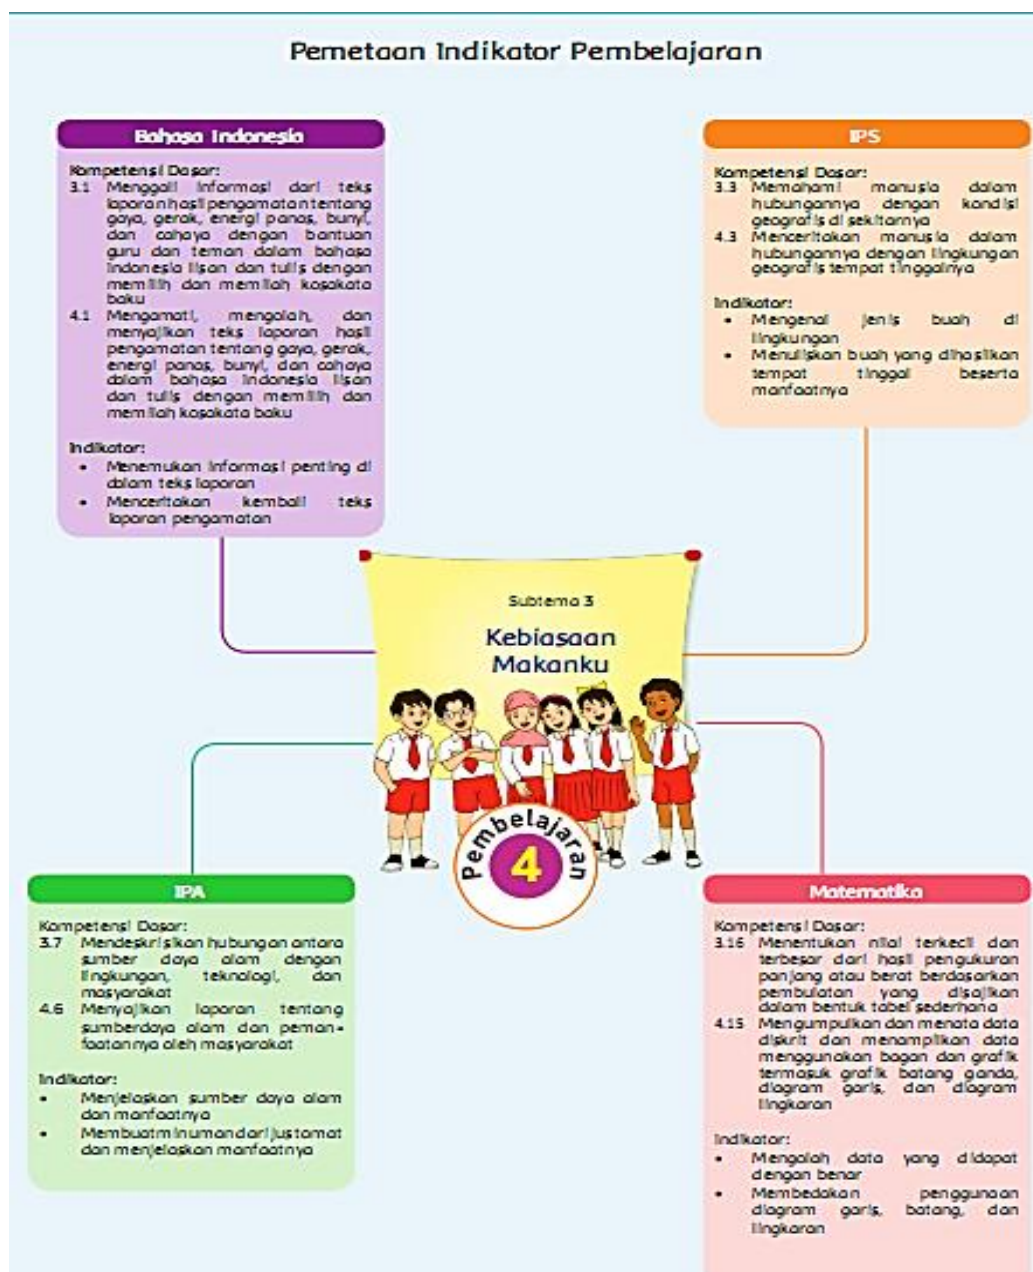 Pemetaan Indikator Pembelajaran
Bahasa Indonesia
Kompetensi Dasar:
3.1 Menggali informasi dari teks
laporan hasil pengamatan tentang
gaya, gerak, energi panas, bunyi,
dan cahaya dengan bantuan
guru dan teman dalam bahasa
Indonesia lisan dan tulis dengan
memilih dan memilah kosakata
baku
4.1 Mengamati, mengolah, dan
menyajikan teks laporan hasil
pengamatan tentang gaya, gerak,
energi panas, bunyi, dan cahaya
dalam bahasa Indonesia lisan
dan tulis dengan memilih dan
memilah kosakata baku
Indikator:
• Menemukan informasi penting di
dalam teks laporan
• Menceritakan kembali teks
laporan pengamatan
IPS
Kompetensi Dasar:
3.3 Memahami manusia dalam
hubungannya dengan kondisi
geografis di sekitarnya
4.3 Menceritakan manusia dalam
hubungannya dengan lingkungan
geografis tempat tinggalnya
Indikator:
• Mengenal jenis buah di
lingkungan
• Menuliskan buah yang dihasilkan
tempat tinggal beserta
manfaatnya
Subtema 3
Kebiasaan
Makanku
Pembelajaran
4
IPA
Kompetensi Dasar:
3.7 Mendeskrisikan hubungan antara
sumber daya alam dengan
lingkungan, teknologi, dan
masyarakat
4.6 Menyajikan laporan tentang
sumberdaya alam dan peman-
faatannya oleh masyarakat
Indikator:
• Menjelaskan sumber daya alam
dan manfaatnya
• Membuat minuman dari jus tomat
dan menjelaskan manfaatnya
Matematika
Kompetensi Dasar:
3.16 Menentukan nilai terkecil dan
terbesar dari hasil pengukuran
panjang atau berat berdasarkan
pembulatan yang disajikan
dalam bentuk tabel sederhana
4.15 Mengumpulkan dan menata data
diskrit dan menampilkan data
menggunakan bagan dan grafik
termasuk grafik batang ganda,
diagram garis, dan diagram
lingkaran
Indikator:
• Mengolah data yang didapat
dengan benar
• Membedakan penggunaan
diagram garis, batang, dan
lingkaran